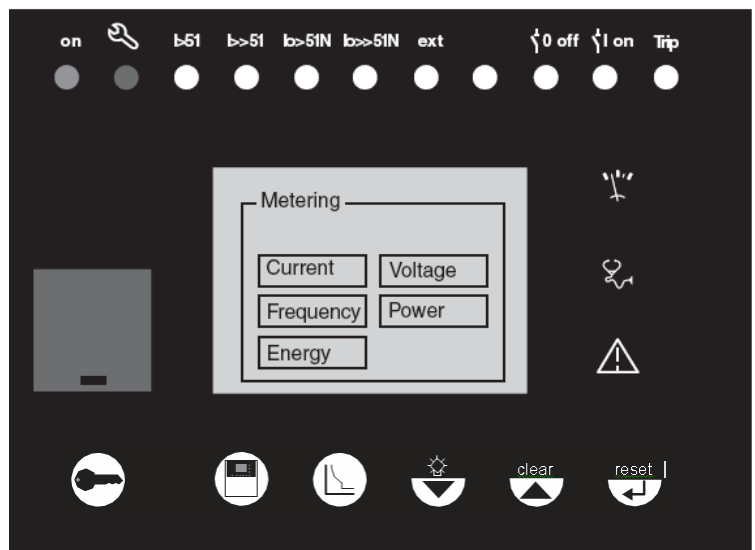 on I>51 I>>51 Io>51N Io>>51N ext 0 off I on Trip
Metering
Current Voltage
Frequency Power
Energy
clear reset